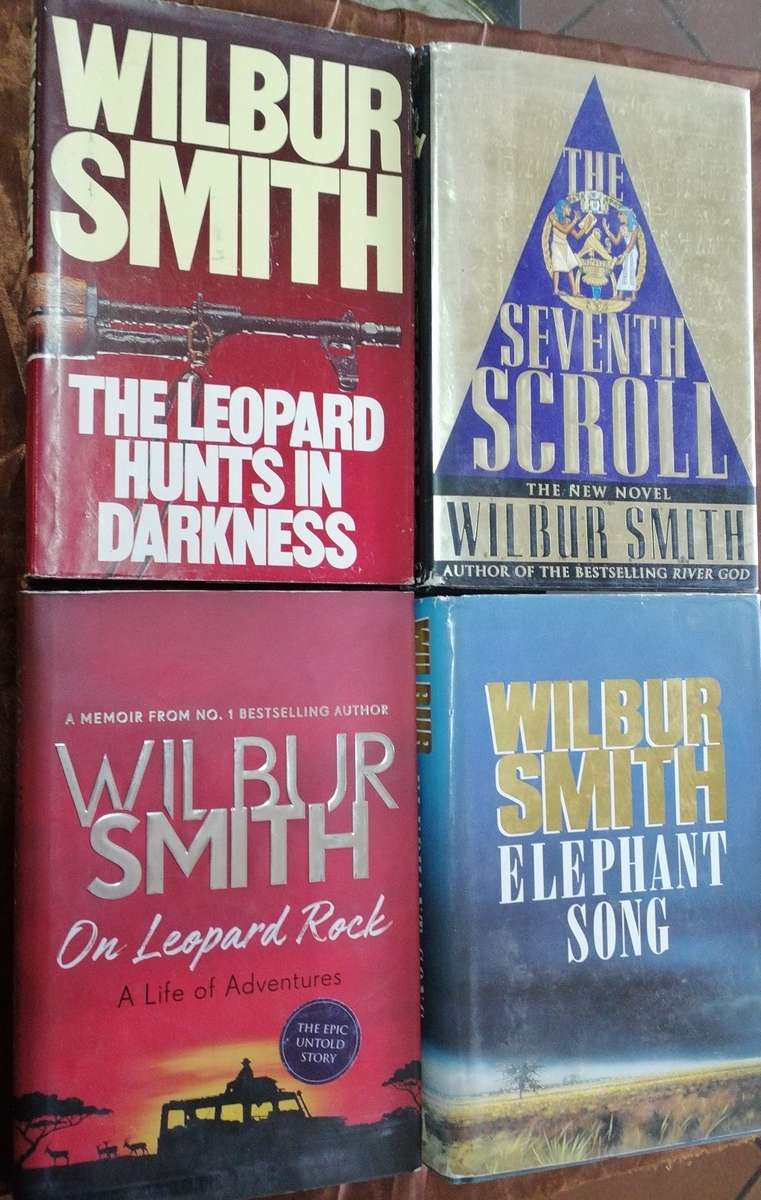 WILBUR
SMITH
THE LEOPARD
HUNTS IN
DARKNESS
THE
SEVENTH
SCROLL
THE NEW NOVEL
WILBUR SMITH
AUTHOR OF THE BESTSELLING RIVER GOD
A MEMOIR FROM NO. 1 BESTSELLING AUTHOR
WILBUR
SMITH
On Leopard Rock
A Life of Adventures
THE EPIC
UNTOLD
STORY
WILBUR
WILBUR
SMITH
ELEPHANT
SONG